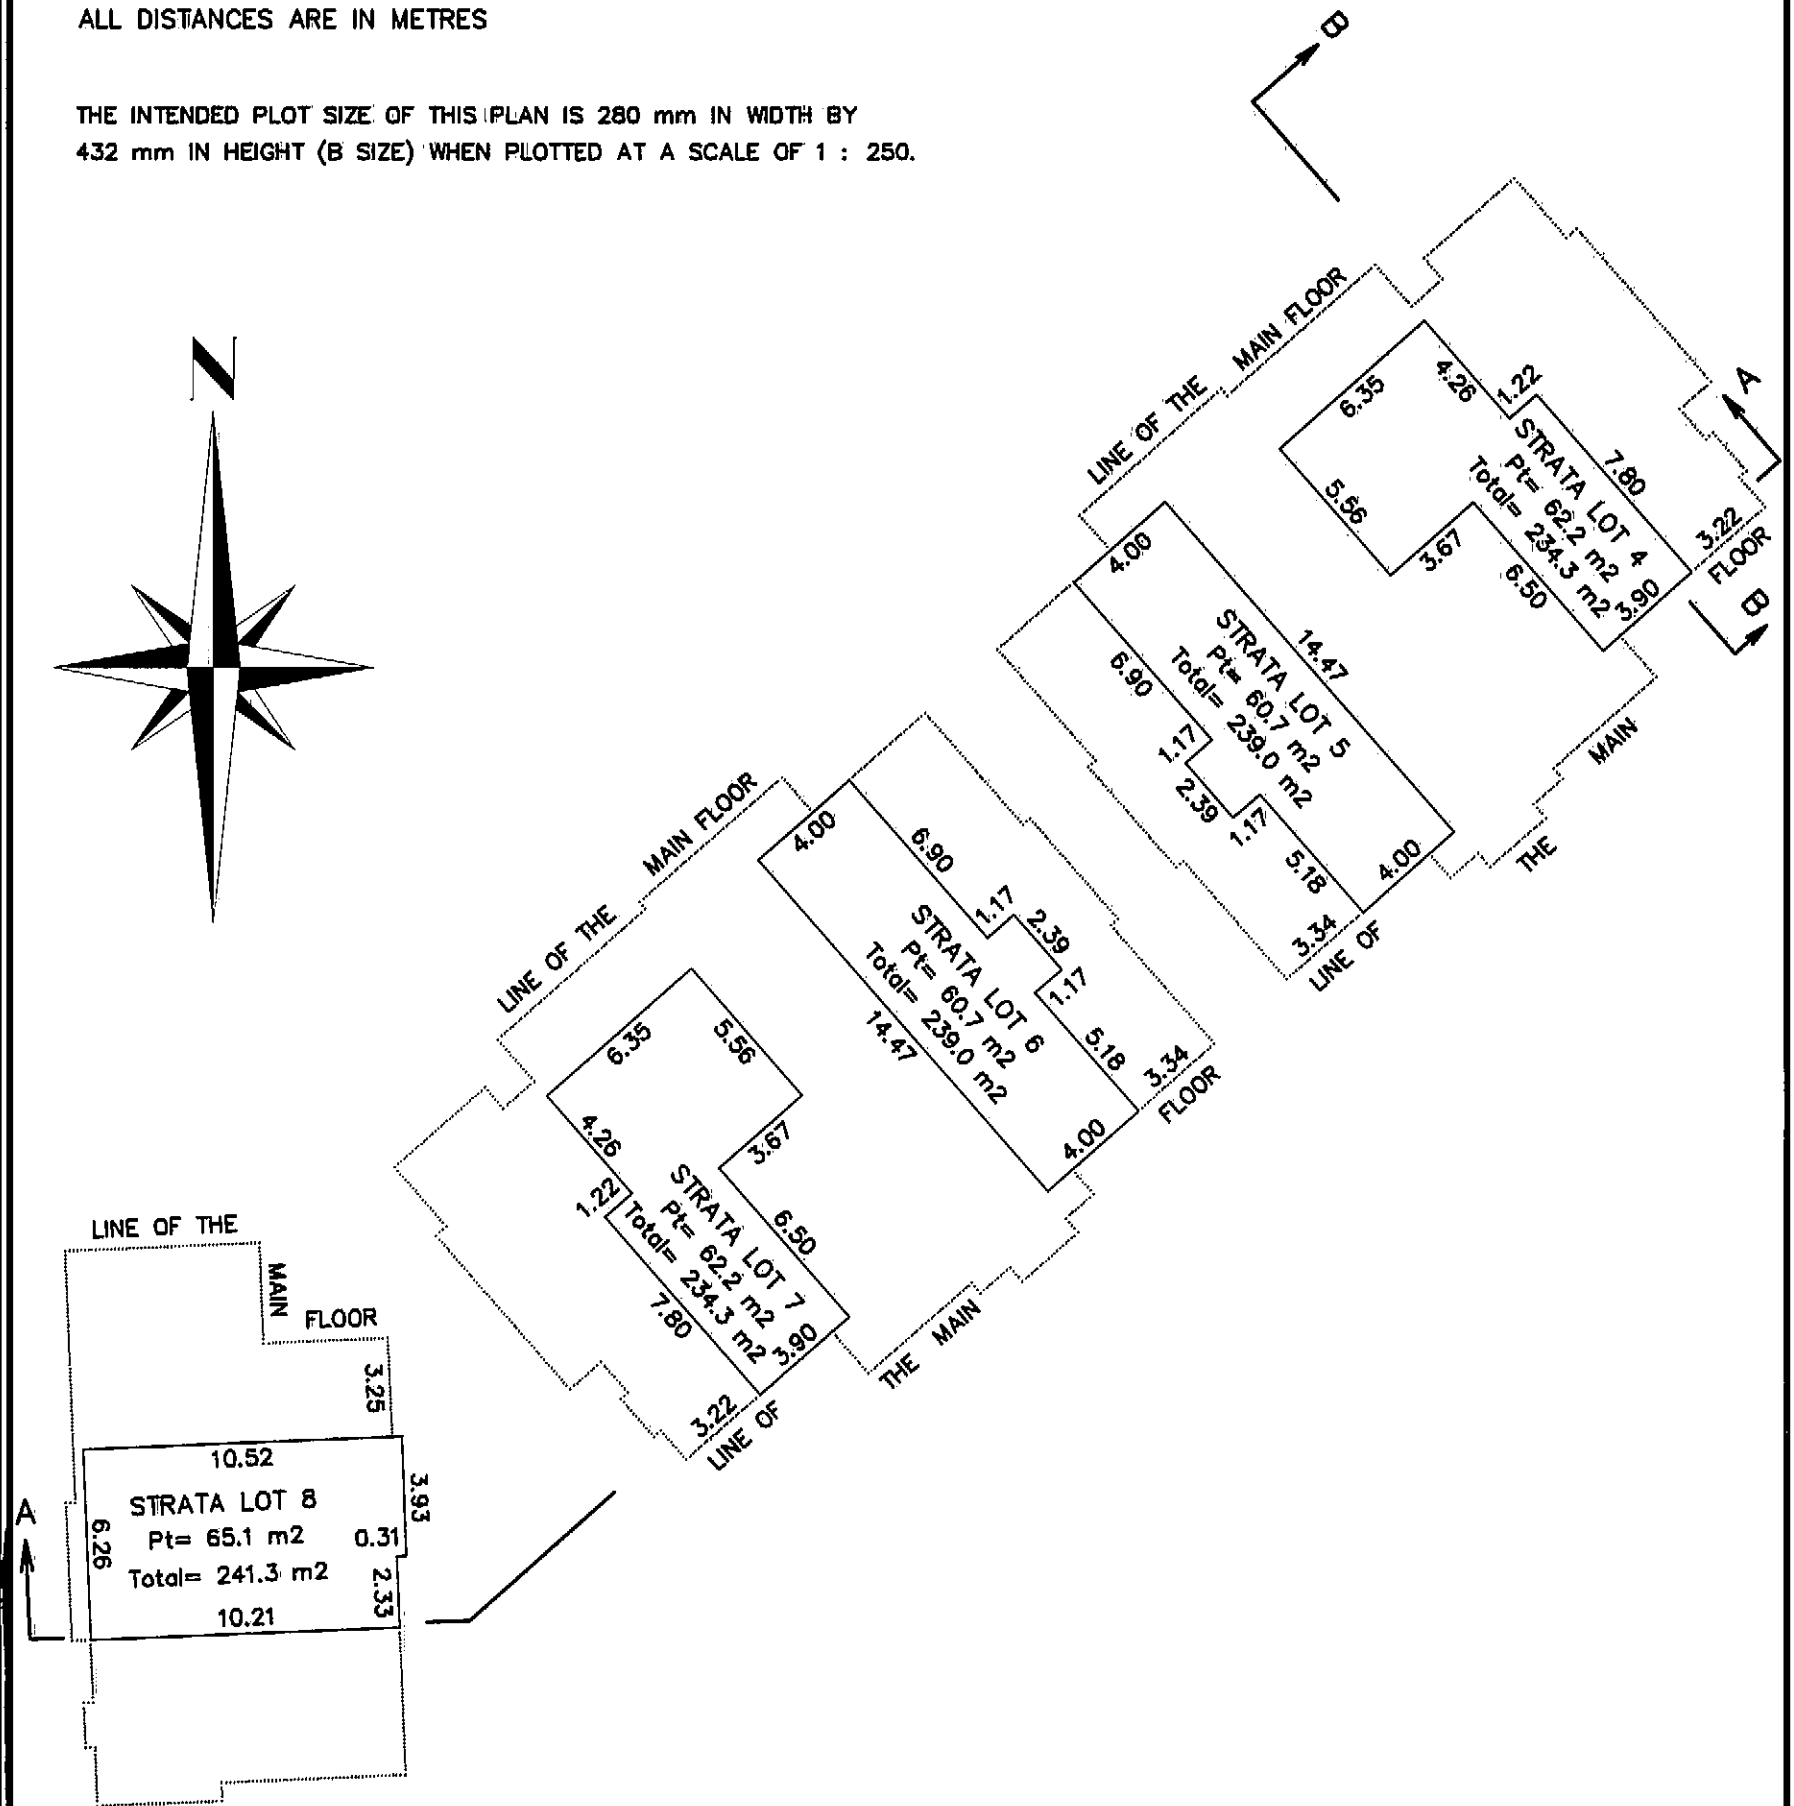 ALL DISTANCES ARE IN METRES
THE INTENDED PLOT SIZE OF THIS PLAN IS 280 mm IN WIDTH BY
432 mm IN HEIGHT (B SIZE) WHEN PLOTTED AT A SCALE OF 1 : 250.
N
B
A
B
LINE OF THE MAIN FLOOR
6.35
4.26
1.22
7.80
STRATA LOT 4
Pt= 62.2 m2
Total= 234.3 m2
5.56
3.67
6.50
3.90
3.22
FLOOR
4.00
14.47
STRATA LOT 5
Pt= 60.7 m2
Total= 239.0 m2
6.90
1.17
2.39
1.17
5.18
4.00
3.34
LINE OF
THE
MAIN
LINE OF THE MAIN FLOOR
4.00
6.90
1.17
2.39
1.17
5.18
3.34
FLOOR
STRATA LOT 6
Pt= 60.7 m2
Total= 239.0 m2
14.47
4.00
6.35
5.56
4.26
3.67
1.22
STRATA LOT 7
Pt= 62.2 m2
Total= 234.3 m2
6.50
7.80
3.90
3.22
LINE OF
THE MAIN
LINE OF THE
MAIN
FLOOR
3.25
10.52
STRATA LOT 8
Pt= 65.1 m2
Total= 241.3 m2
6.26
3.93
0.31
2.33
10.21
A